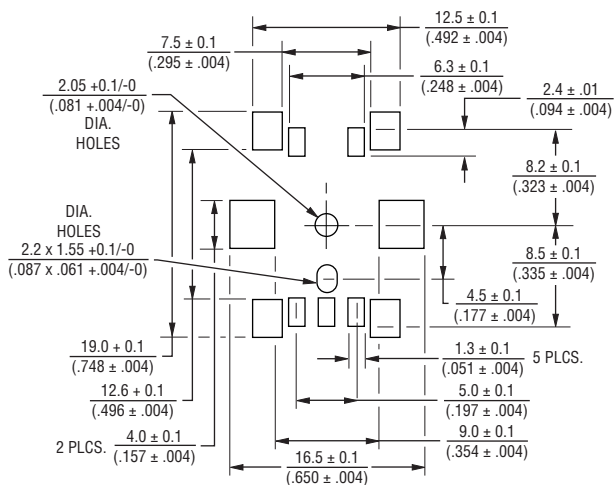 12.5 ± 0.1
(.492 ± .004)
7.5 ± 0.1
(.295 ± .004)
6.3 ± 0.1
(.248 ± .004)
2.05 +0.1/-0
(.081 +.004/-0)
DIA.
HOLES
2.4 ± .01
(.094 ± .004)
8.2 ± 0.1
(.323 ± .004)
DIA.
HOLES
2.2 x 1.55 +0.1/-0
(.087 x .061 +.004/-0)
8.5 ± 0.1
(.335 ± .004)
4.5 ± 0.1
(.177 ± .004)
19.0 + 0.1
(.748 ± .004)
1.3 ± 0.1 5 PLCS.
(.051 ± .004)
12.6 + 0.1
(.496 ± .004)
5.0 ± 0.1
(.197 ± .004)
2 PLCS. 4.0 ± 0.1
(.157 ± .004)
9.0 ± 0.1
(.354 ± .004)
16.5 ± 0.1
(.650 ± .004)